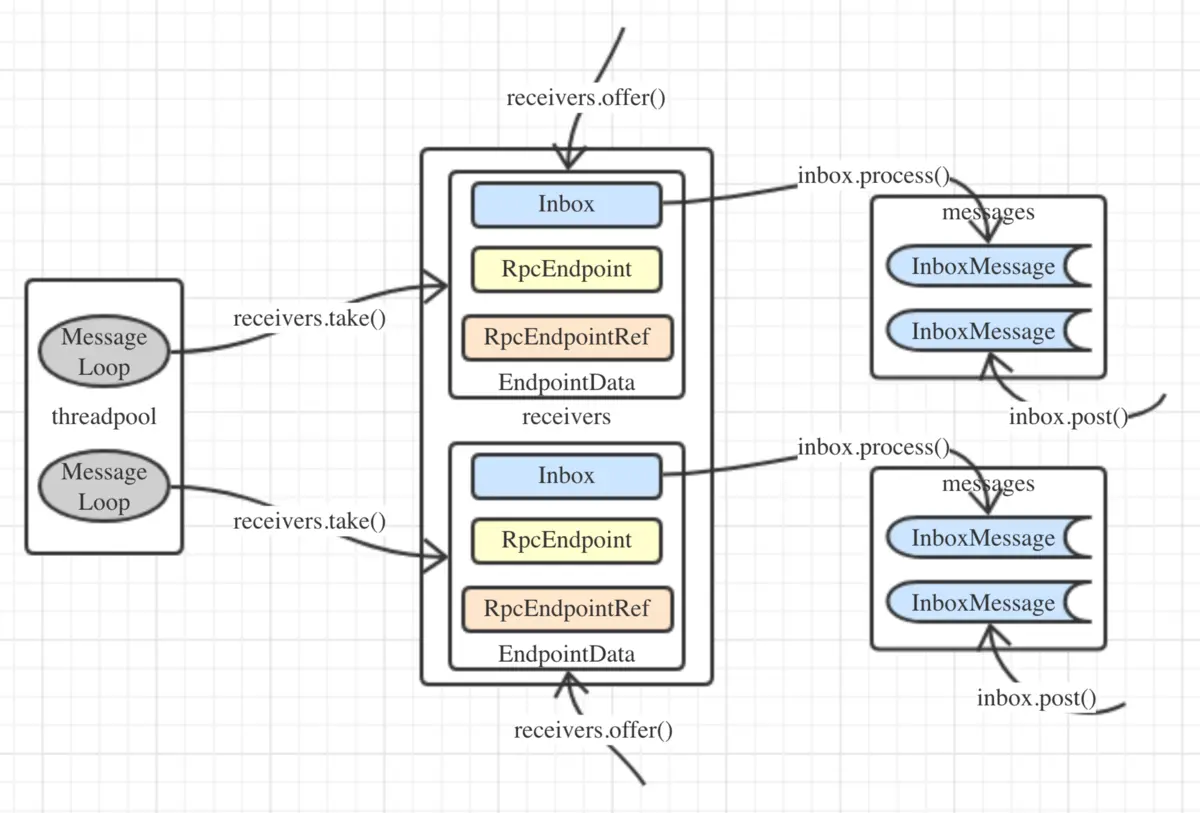 receivers.offer()
inbox.process()
Inbox
messages
RpcEndpoint
InboxMessage
receivers.take()
Message
Loop
RpcEndpointRef
InboxMessage
EndpointData
threadpool
receivers
inbox.post()
inbox.process()
Message
Loop
Inbox
messages
receivers.take()
RpcEndpoint
InboxMessage
RpcEndpointRef
InboxMessage
EndpointData
inbox.post()
receivers.offer()